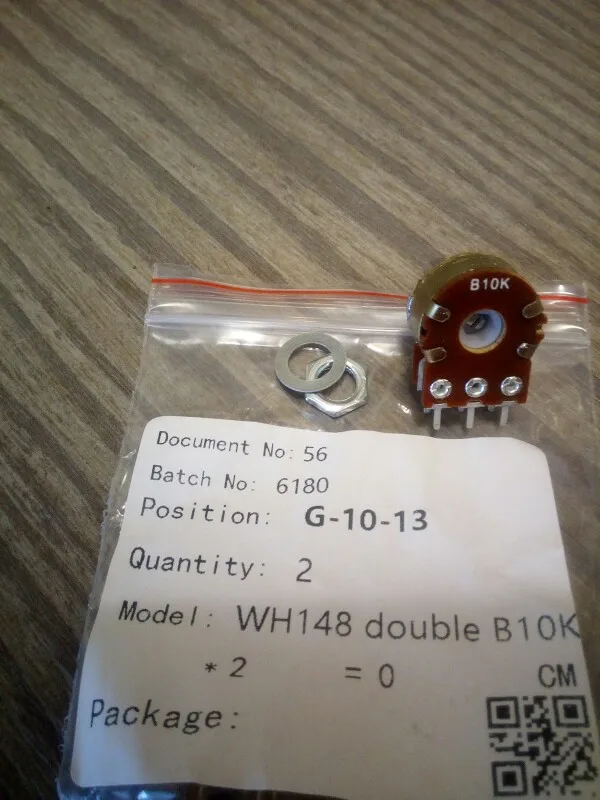 B10K
Document No: 56
Batch No: 6180
Position: G-10-13
Quantity: 2
Model: WH148 double B10K
* 2 = 0 CM
Package: